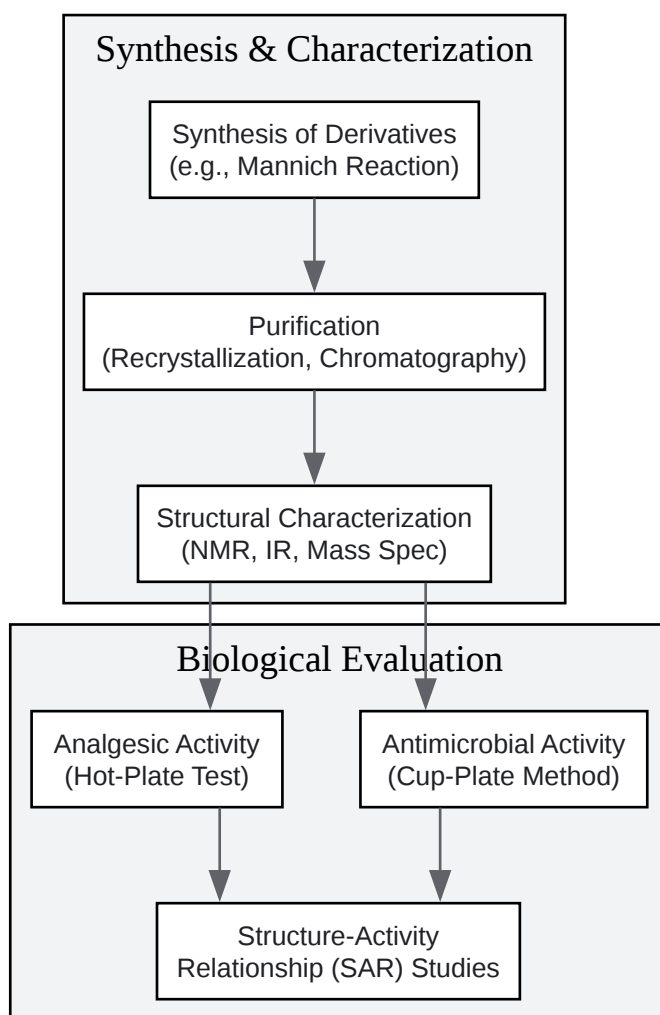 Synthesis & Characterization
Synthesis of Derivatives
(e.g., Mannich Reaction)
Purification
(Recrystallization, Chromatography)
Structural Characterization
(NMR, IR, Mass Spec)
Biological Evaluation
Analgesic Activity
(Hot-Plate Test)
Antimicrobial Activity
(Cup-Plate Method)
Structure-Activity
Relationship (SAR) Studies